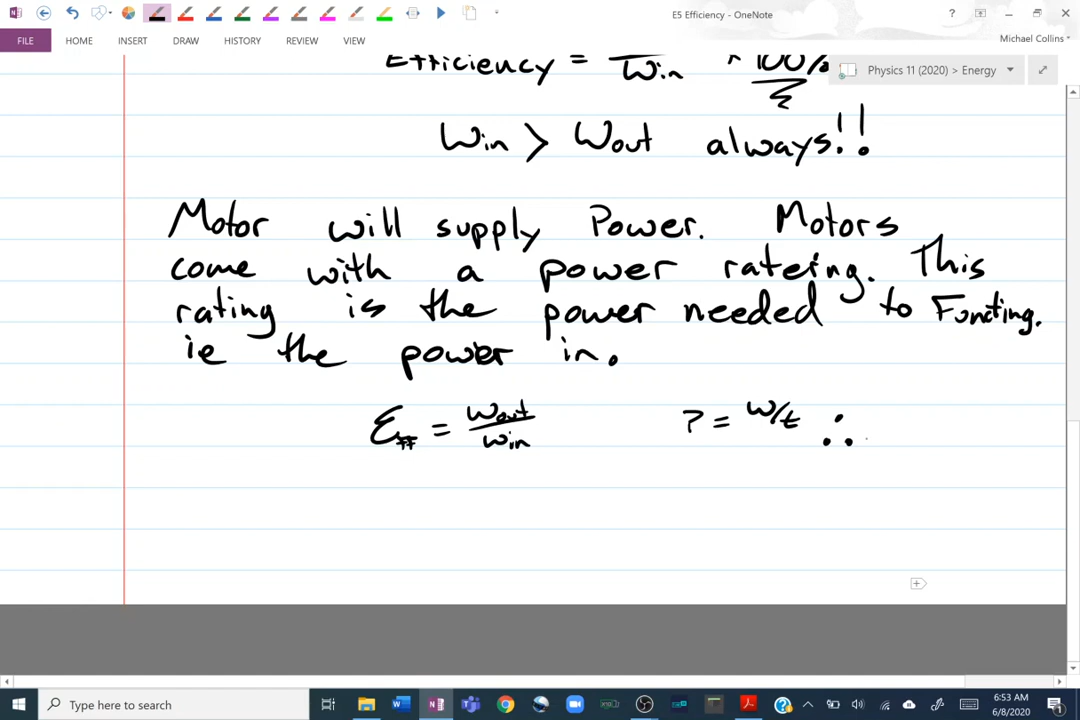 E5 Efficiency - OneNote
Michael Collins
FILE HOME INSERT DRAW HISTORY REVIEW VIEW
Physics 11 (2020) > Energy
Efficiency = /Win × 100%
Win > Wout always!!
Motor will supply Power. Motors
come with a power rateing. This
rating is the power needed to Functing.
ie the power in.
Eff = Wout/Win P = W/t ∴
Type here to search
6:53 AM
6/8/2020